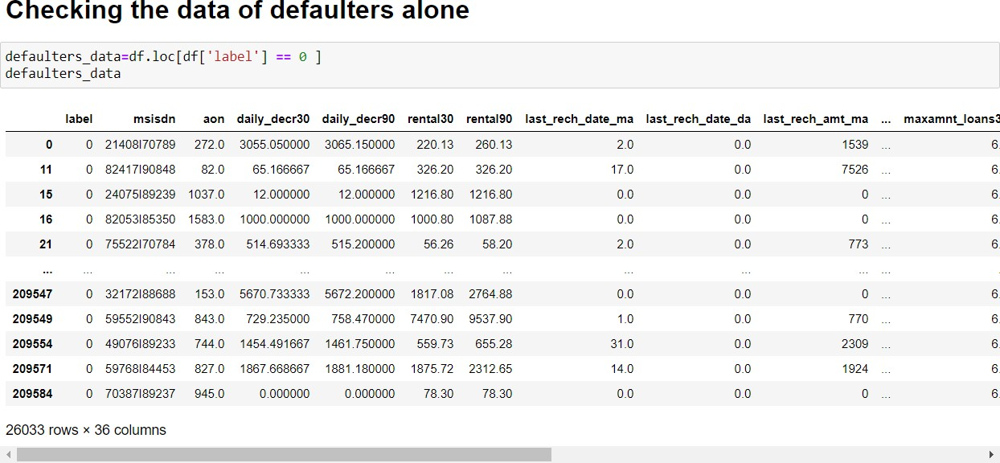 Checking the data of defaulters alone
defaulters_data=df.loc[df['label'] == 0 ]
defaulters_data
label msisdn aon daily_decr30 daily_decr90 rental30 rental90 last_rech_date_ma last_rech_date_da last_rech_amt_ma ... maxamnt_loans3
0 0 21408I70789 272.0 3055.050000 3065.150000 220.13 260.13 2.0 0.0 1539 ... 6.
11 0 82417I90848 82.0 65.166667 65.166667 326.20 326.20 17.0 0.0 7526 ... 6.
15 0 24075I89239 1037.0 12.000000 12.000000 1216.80 1216.80 0.0 0.0 0 ... 6.
16 0 82053I85350 1583.0 1000.000000 1000.000000 1000.80 1087.88 0.0 0.0 0 ... 6.
21 0 75522I70784 378.0 514.693333 515.200000 56.26 58.20 2.0 0.0 773 ... 6.
... ... ... ... ... ... ... ... ... ... ... ... .
209547 0 32172I88688 153.0 5670.733333 5672.200000 1817.08 2764.88 0.0 0.0 0 ... 6.
209549 0 59552I90843 843.0 729.235000 758.470000 7470.90 9537.90 1.0 0.0 770 ... 6.
209554 0 49076I89233 744.0 1454.491667 1461.750000 559.73 655.28 31.0 0.0 2309 ... 6.
209571 0 59768I84453 827.0 1867.668667 1881.180000 1875.72 2312.65 14.0 0.0 1924 ... 6.
209584 0 70387I89237 945.0 0.000000 0.000000 78.30 78.30 0.0 0.0 0 ... 6.
26033 rows × 36 columns